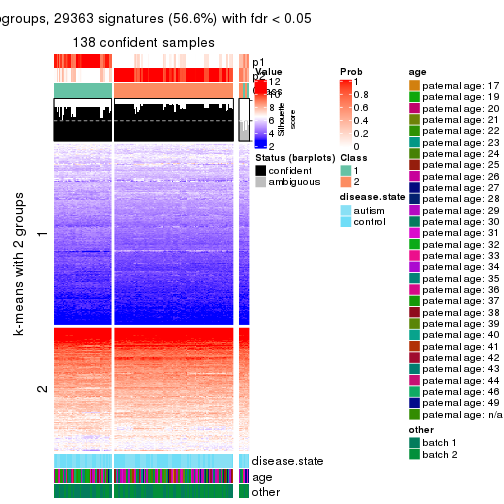 ogroups, 29363 signatures (56.6%) with fdr < 0.05
138 confident samples
p1
p2
Class
Silhouette
score
1
2
k-means with 2 groups
disease.state
age
other
Value
12
10
8
6
4
2
Status (barplots)
confident
ambiguous
Prob
1
0.8
0.6
0.4
0.2
0
Class
1
2
disease.state
autism
control
age
paternal age: 17
paternal age: 19
paternal age: 20
paternal age: 21
paternal age: 22
paternal age: 23
paternal age: 24
paternal age: 25
paternal age: 26
paternal age: 27
paternal age: 28
paternal age: 29
paternal age: 30
paternal age: 31
paternal age: 32
paternal age: 33
paternal age: 34
paternal age: 35
paternal age: 36
paternal age: 37
paternal age: 38
paternal age: 39
paternal age: 40
paternal age: 41
paternal age: 42
paternal age: 43
paternal age: 44
paternal age: 46
paternal age: 49
paternal age: n/a
other
batch 1
batch 2